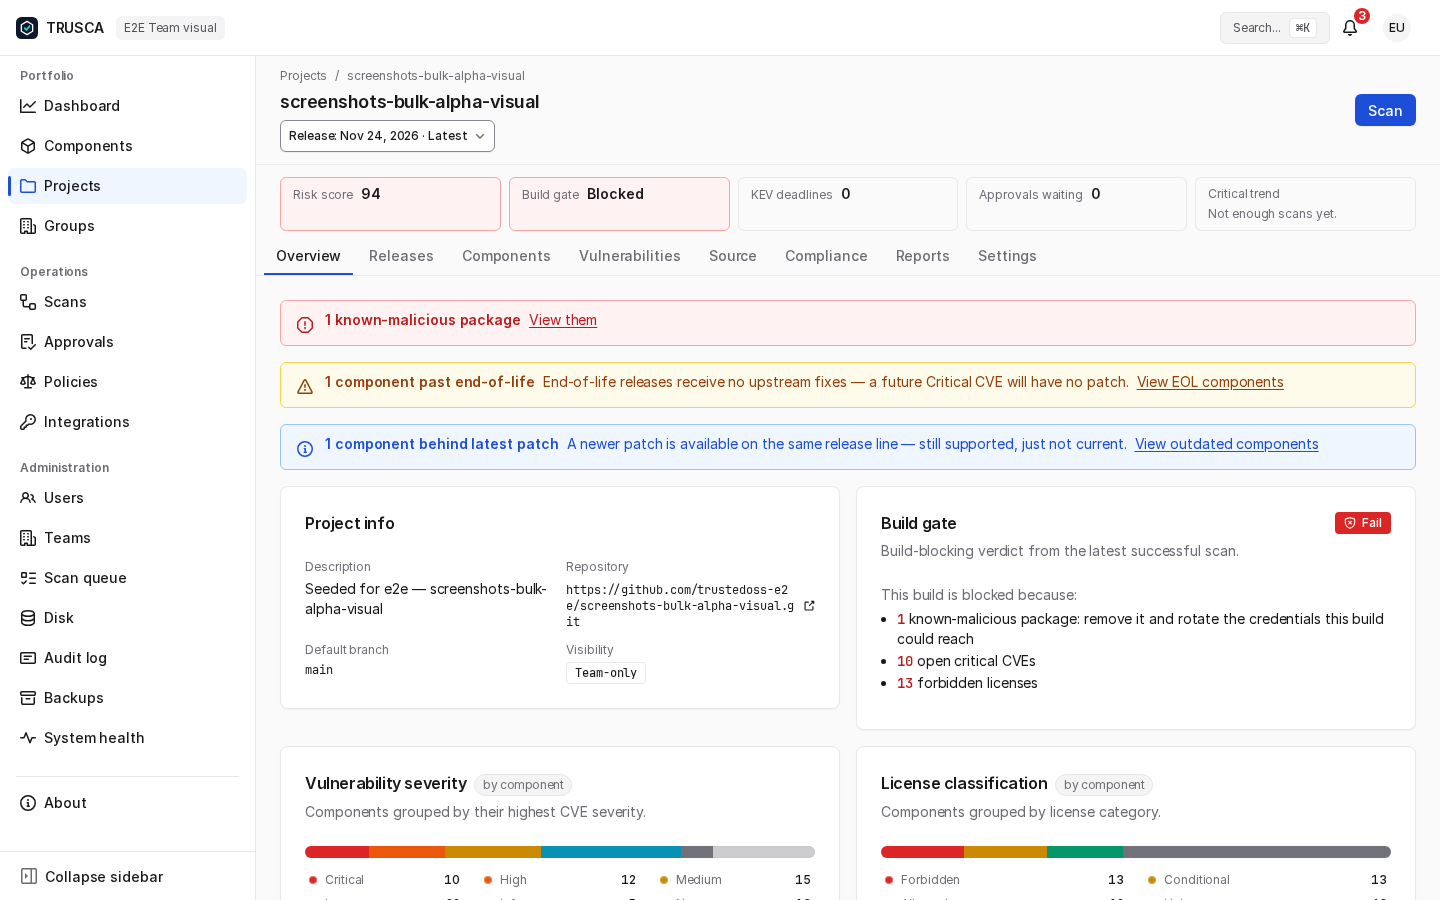 TRUSCA
E2E Team visual
Search...
⌘K
3
EU
Portfolio
Dashboard
Components
Projects
Groups
Operations
Scans
Approvals
Policies
Integrations
Administration
Users
Teams
Scan queue
Disk
Audit log
Backups
System health
About
Collapse sidebar
Projects / screenshots-bulk-alpha-visual
screenshots-bulk-alpha-visual
Release: Nov 24, 2026 · Latest
Scan
Risk score 94
Build gate Blocked
KEV deadlines 0
Approvals waiting 0
Critical trend
Not enough scans yet.
Overview
Releases
Components
Vulnerabilities
Source
Compliance
Reports
Settings
1 known-malicious package View them
1 component past end-of-life End-of-life releases receive no upstream fixes — a future Critical CVE will have no patch. View EOL components
1 component behind latest patch A newer patch is available on the same release line — still supported, just not current. View outdated components
Project info
Description
Seeded for e2e — screenshots-bulk-
alpha-visual
Repository
https://github.com/trustedoss-e2
e/screenshots-bulk-alpha-visual.g
it
Default branch
main
Visibility
Team-only
Build gate
Fail
Build-blocking verdict from the latest successful scan.
This build is blocked because:
1 known-malicious package: remove it and rotate the credentials this build
could reach
10 open critical CVEs
13 forbidden licenses
Vulnerability severity by component
Components grouped by their highest CVE severity.
Critical 10
High 12
Medium 15
License classification by component
Components grouped by license category.
Forbidden 13
Conditional 13